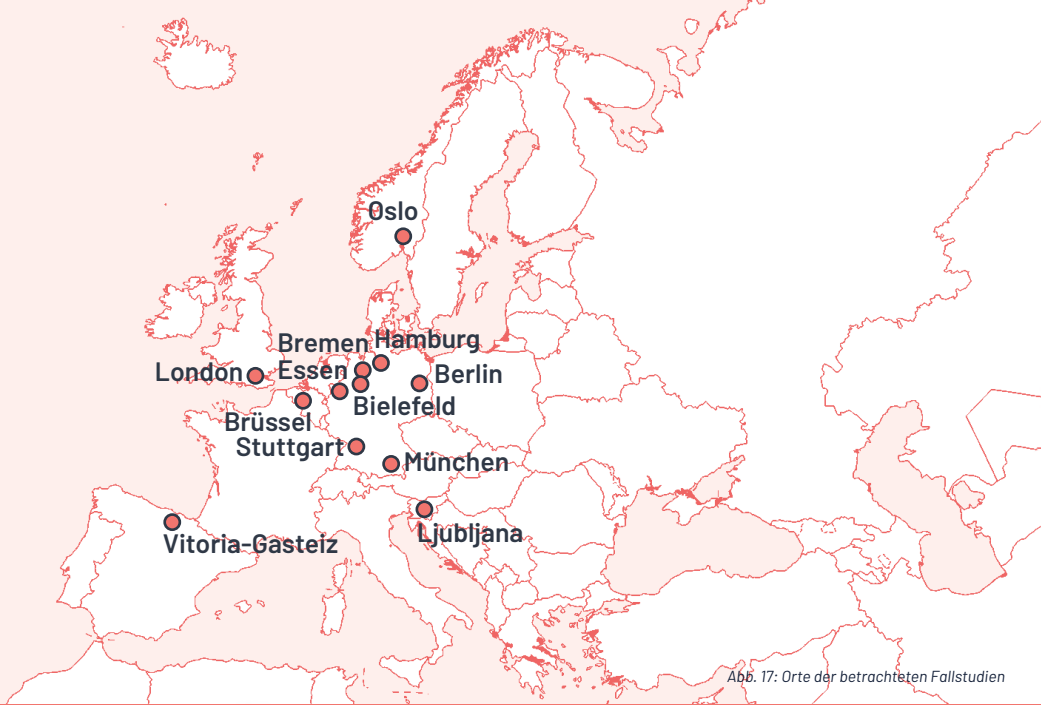 Oslo
Bremen
Hamburg
London
Essen
Berlin
Bielefeld
Brüssel
Stuttgart
München
Ljubljana
Vitoria-Gasteiz
Abb. 17: Orte der betrachteten Fallstudien